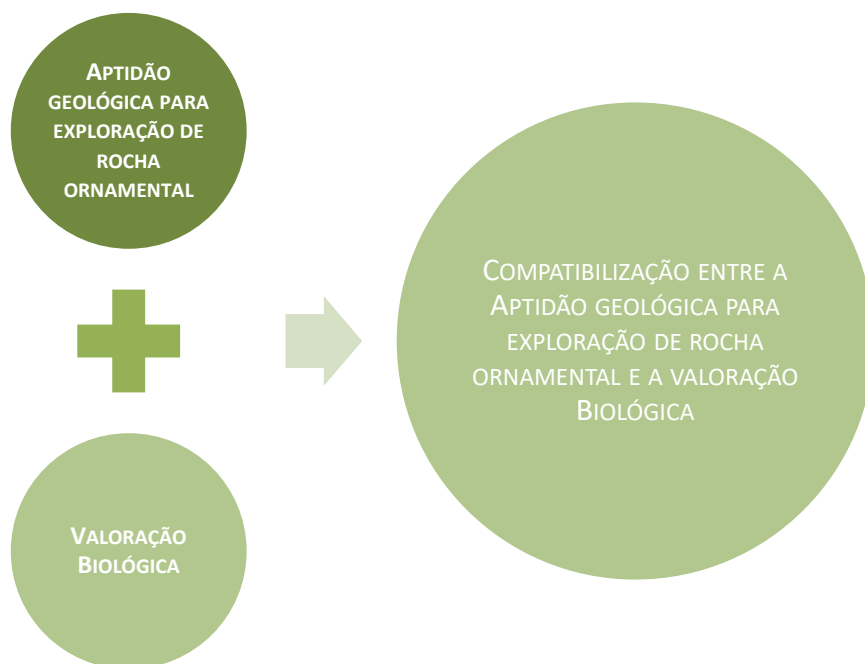 APTIDÃO
GEOLÓGICA PARA
EXPLORAÇÃO DE
ROCHA
ORNAMENTAL
VALORAÇÃO
BIOLÓGICA
COMPATIBILIZAÇÃO ENTRE A
APTIDÃO GEOLÓGICA PARA
EXPLORAÇÃO DE ROCHA
ORNAMENTAL E A VALORAÇÃO
BIOLÓGICA